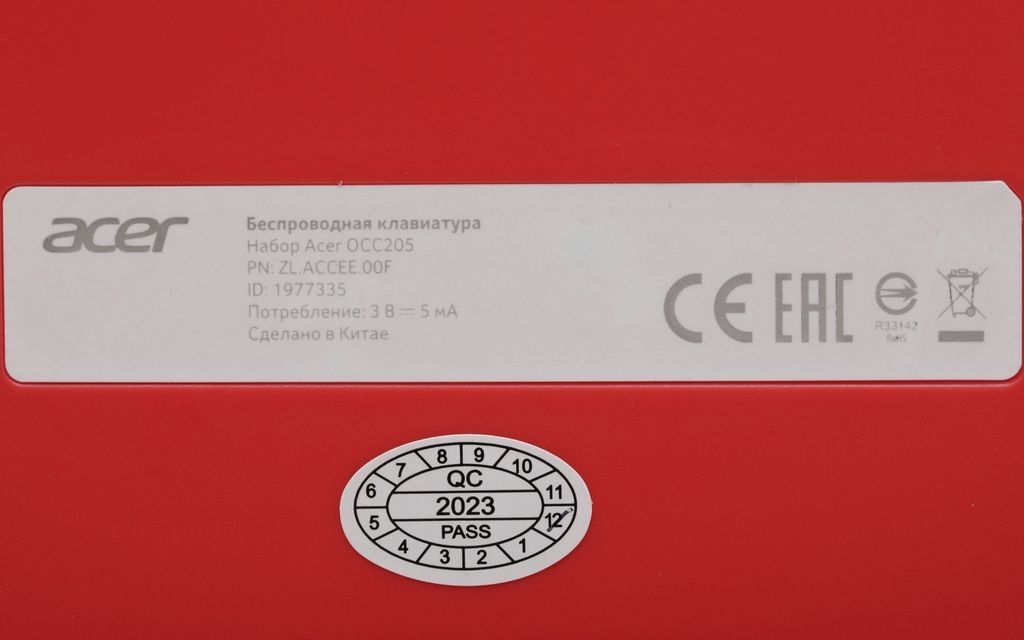 acer
Беспроводная клавиатура
Набор Acer OCC205
PN: ZL.ACCEE.00F
ID: 1977335
Потребление: 3 В ⎓ 5 мА
Сделано в Китае
CE EAC
R33142
RoHS
QC
2023
PASS
1 2 3 4 5 6 7 8 9 10 11 12